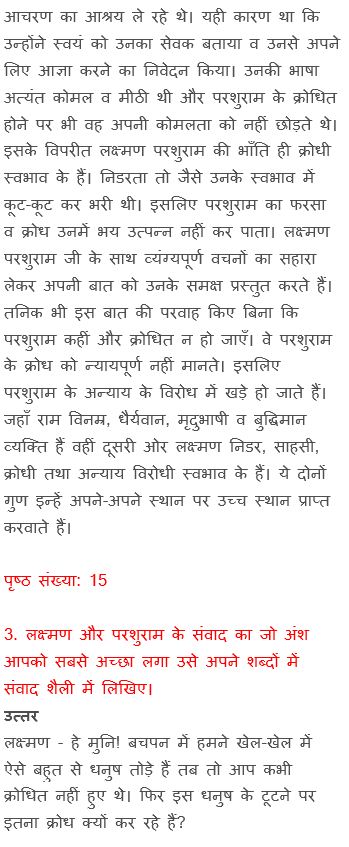 आचरण का आश्रय ले रहे थे। यही कारण था कि
उन्होंने स्वयं को उनका सेवक बताया व उनसे अपने
लिए आज्ञा करने का निवेदन किया। उनकी भाषा
अत्यंत कोमल व मीठी थी और परशुराम के क्रोधित
होने पर भी वह अपनी कोमलता को नहीं छोड़ते थे।
इसके विपरीत लक्ष्मण परशुराम की भाँति ही क्रोधी
स्वभाव के हैं। निडरता तो जैसे उनके स्वभाव में
कूट-कूट कर भरी थी। इसलिए परशुराम का फरसा
व क्रोध उनमें भय उत्पन्न नहीं कर पाता। लक्ष्मण
परशुराम जी के साथ व्यंग्यपूर्ण वचनों का सहारा
लेकर अपनी बात को उनके समक्ष प्रस्तुत करते हैं।
तनिक भी इस बात की परवाह किए बिना कि
परशुराम कहीं और क्रोधित न हो जाएँ। वे परशुराम
के क्रोध को न्यायपूर्ण नहीं मानते। इसलिए
परशुराम के अन्याय के विरोध में खड़े हो जाते हैं।
जहाँ राम विनम्र, धैर्यवान, मृदुभाषी व बुद्धिमान
व्यक्ति हैं वहीं दूसरी ओर लक्ष्मण निडर, साहसी,
क्रोधी तथा अन्याय विरोधी स्वभाव के हैं। ये दोनों
गुण इन्हें अपने-अपने स्थान पर उच्च स्थान प्राप्त
करवाते हैं।
पृष्ठ संख्या: 15
3. लक्ष्मण और परशुराम के संवाद का जो अंश
आपको सबसे अच्छा लगा उसे अपने शब्दों में
संवाद शैली में लिखिए।
उत्तर
लक्ष्मण - हे मुनि! बचपन में हमने खेल-खेल में
ऐसे बहुत से धनुष तोड़े हैं तब तो आप कभी
क्रोधित नहीं हुए थे। फिर इस धनुष के टूटने पर
इतना क्रोध क्यों कर रहे हैं?